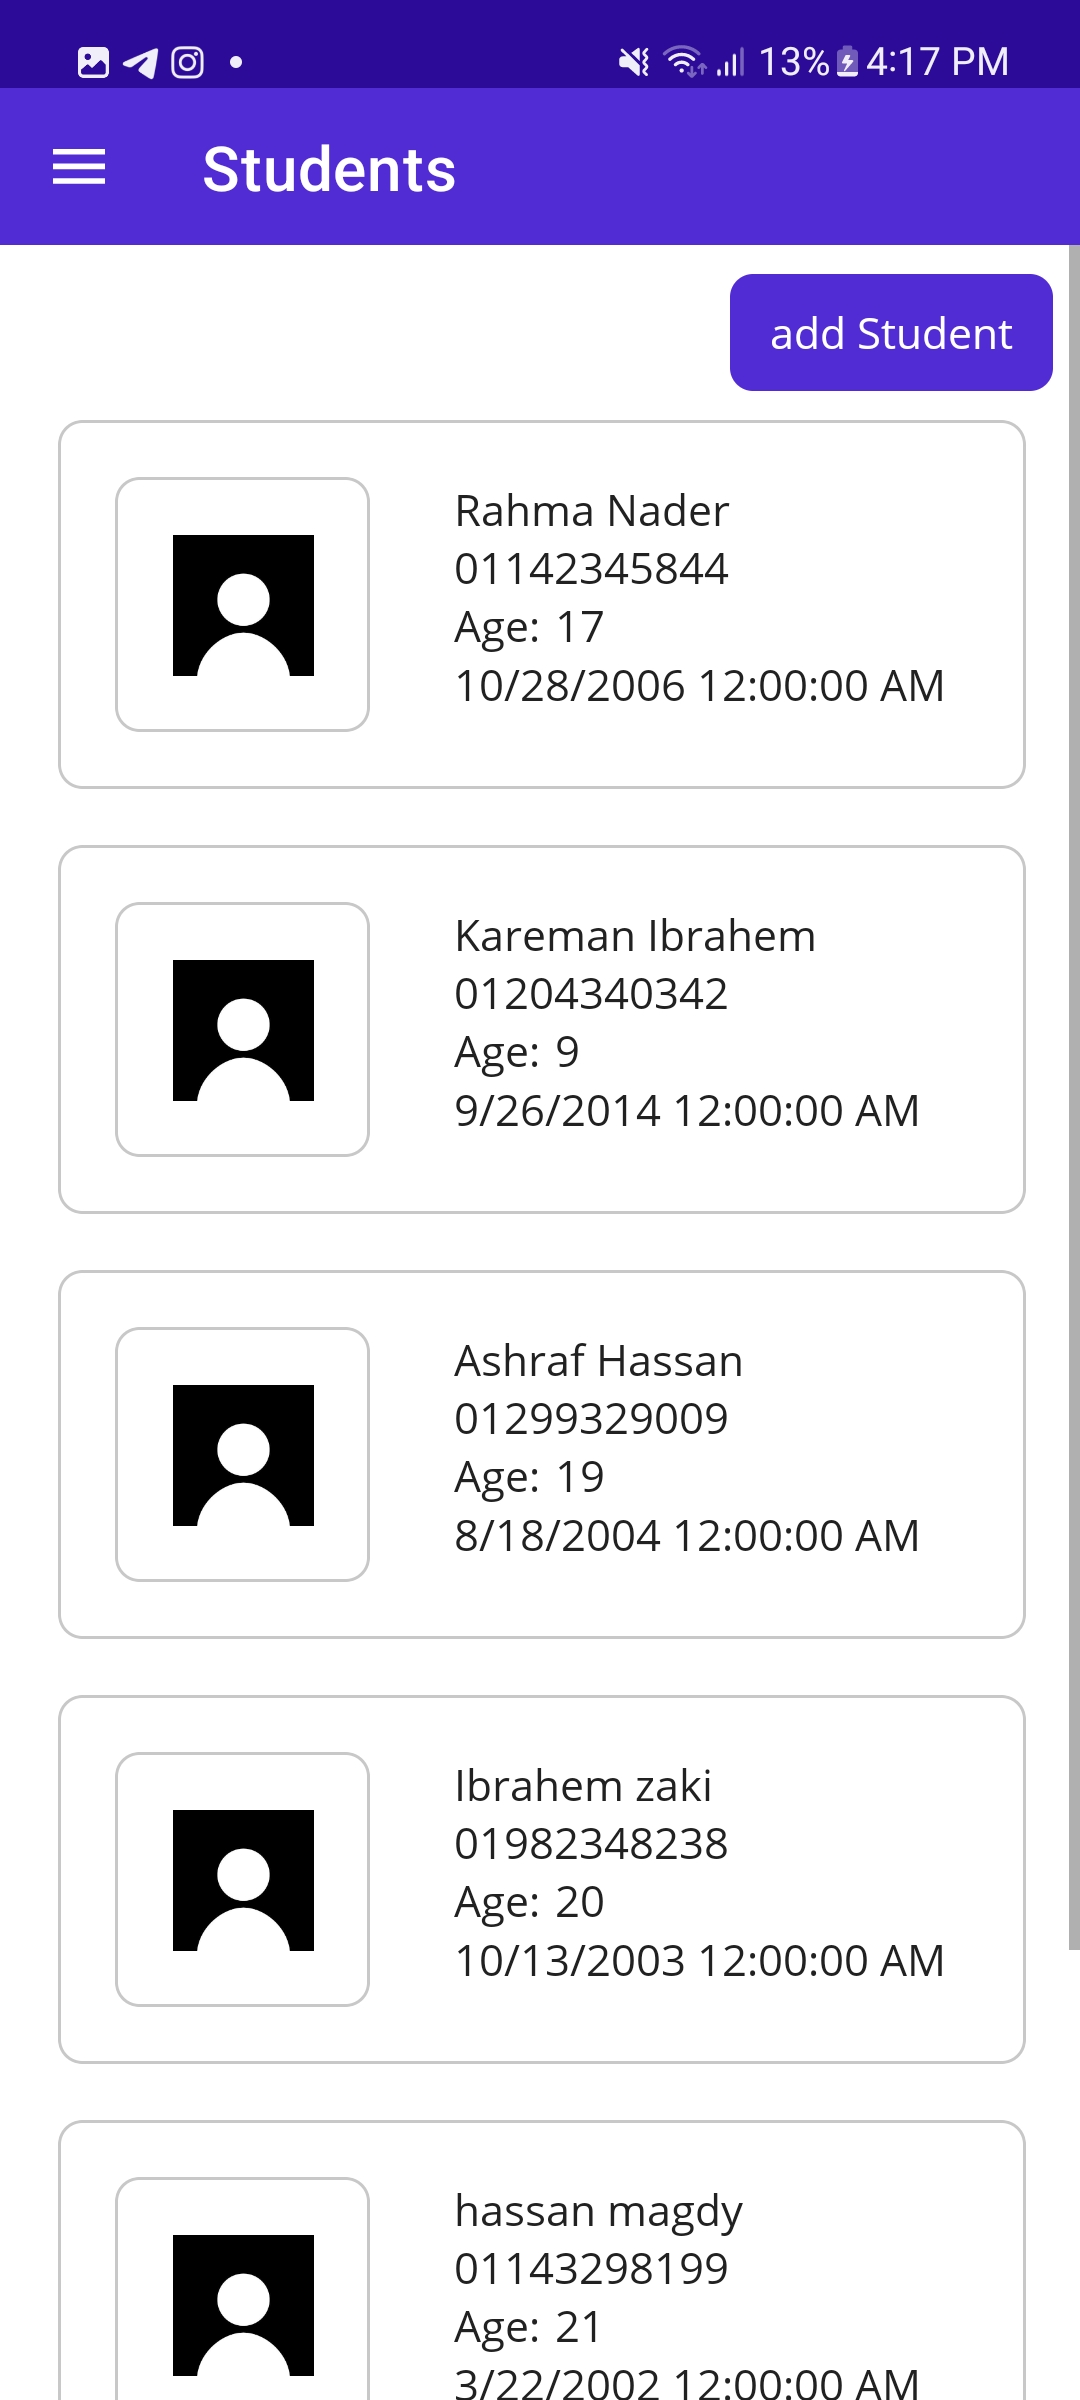 13% 4:17 PM
Students
add Student
Rahma Nader
01142345844
Age: 17
10/28/2006 12:00:00 AM
Kareman Ibrahem
01204340342
Age: 9
9/26/2014 12:00:00 AM
Ashraf Hassan
01299329009
Age: 19
8/18/2004 12:00:00 AM
Ibrahem zaki
01982348238
Age: 20
10/13/2003 12:00:00 AM
hassan magdy
01143298199
Age: 21
3/22/2002 12:00:00 AM